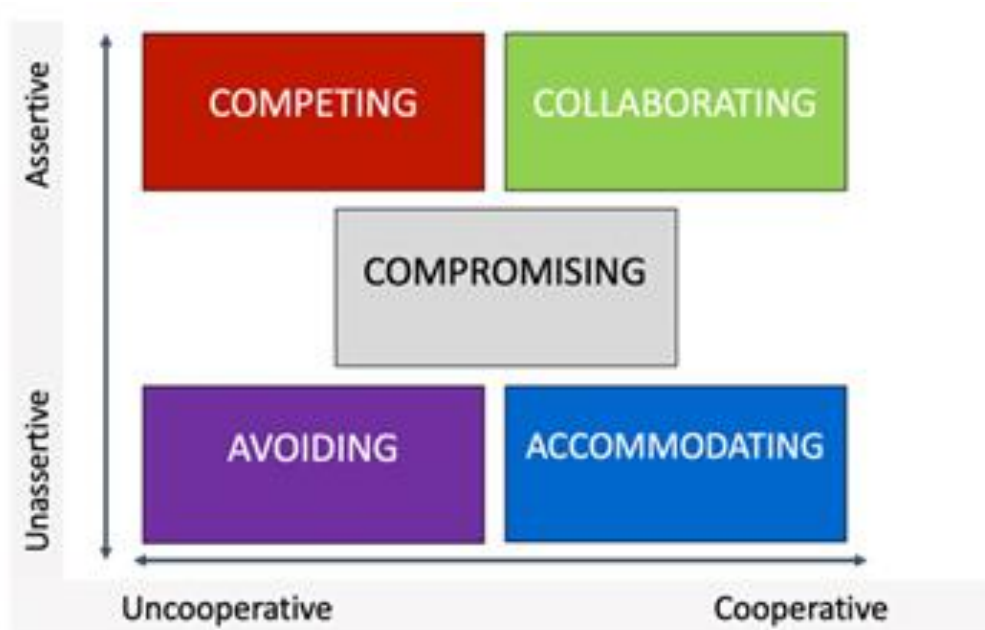 Assertive
COMPETING
COLLABORATING
COMPROMISING
Unassertive
AVOIDING
ACCOMMODATING
Uncooperative
Cooperative